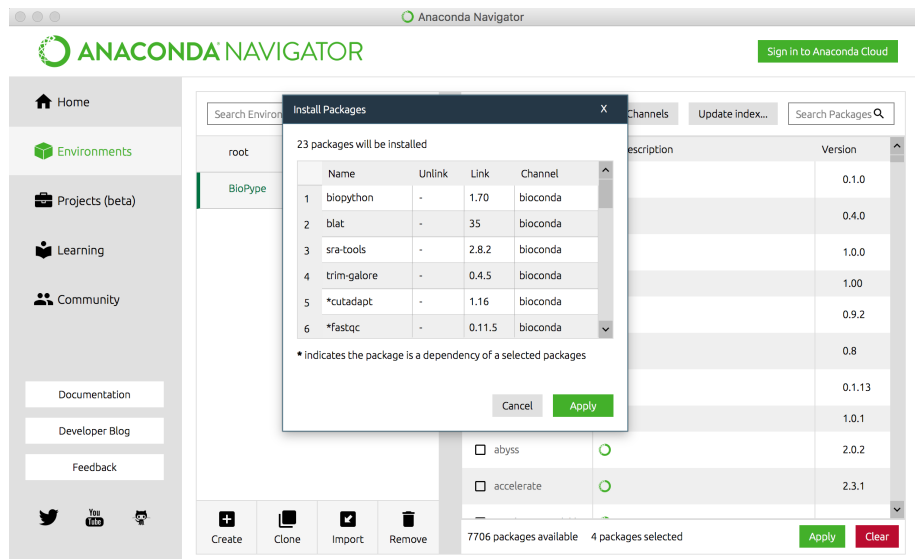 Anaconda Navigator
ANACONDA NAVIGATOR
Sign in to Anaconda Cloud
Home
Environments
Projects (beta)
Learning
Community
Documentation
Developer Blog
Feedback
You
Tube
Search Environ
root
BioPype
Create Clone Import Remove
Install Packages X
23 packages will be installed
Name Unlink Link Channel
1 biopython - 1.70 bioconda
2 blat - 35 bioconda
3 sra-tools - 2.8.2 bioconda
4 trim-galore - 0.4.5 bioconda
5 *cutadapt - 1.16 bioconda
6 *fastqc - 0.11.5 bioconda
* indicates the package is a dependency of a selected packages
Cancel Apply
Channels Update index... Search Packages
escription Version
0.1.0
0.4.0
1.0.0
1.00
0.9.2
0.8
0.1.13
1.0.1
abyss 2.0.2
accelerate 2.3.1
7706 packages available 4 packages selected Apply Clear